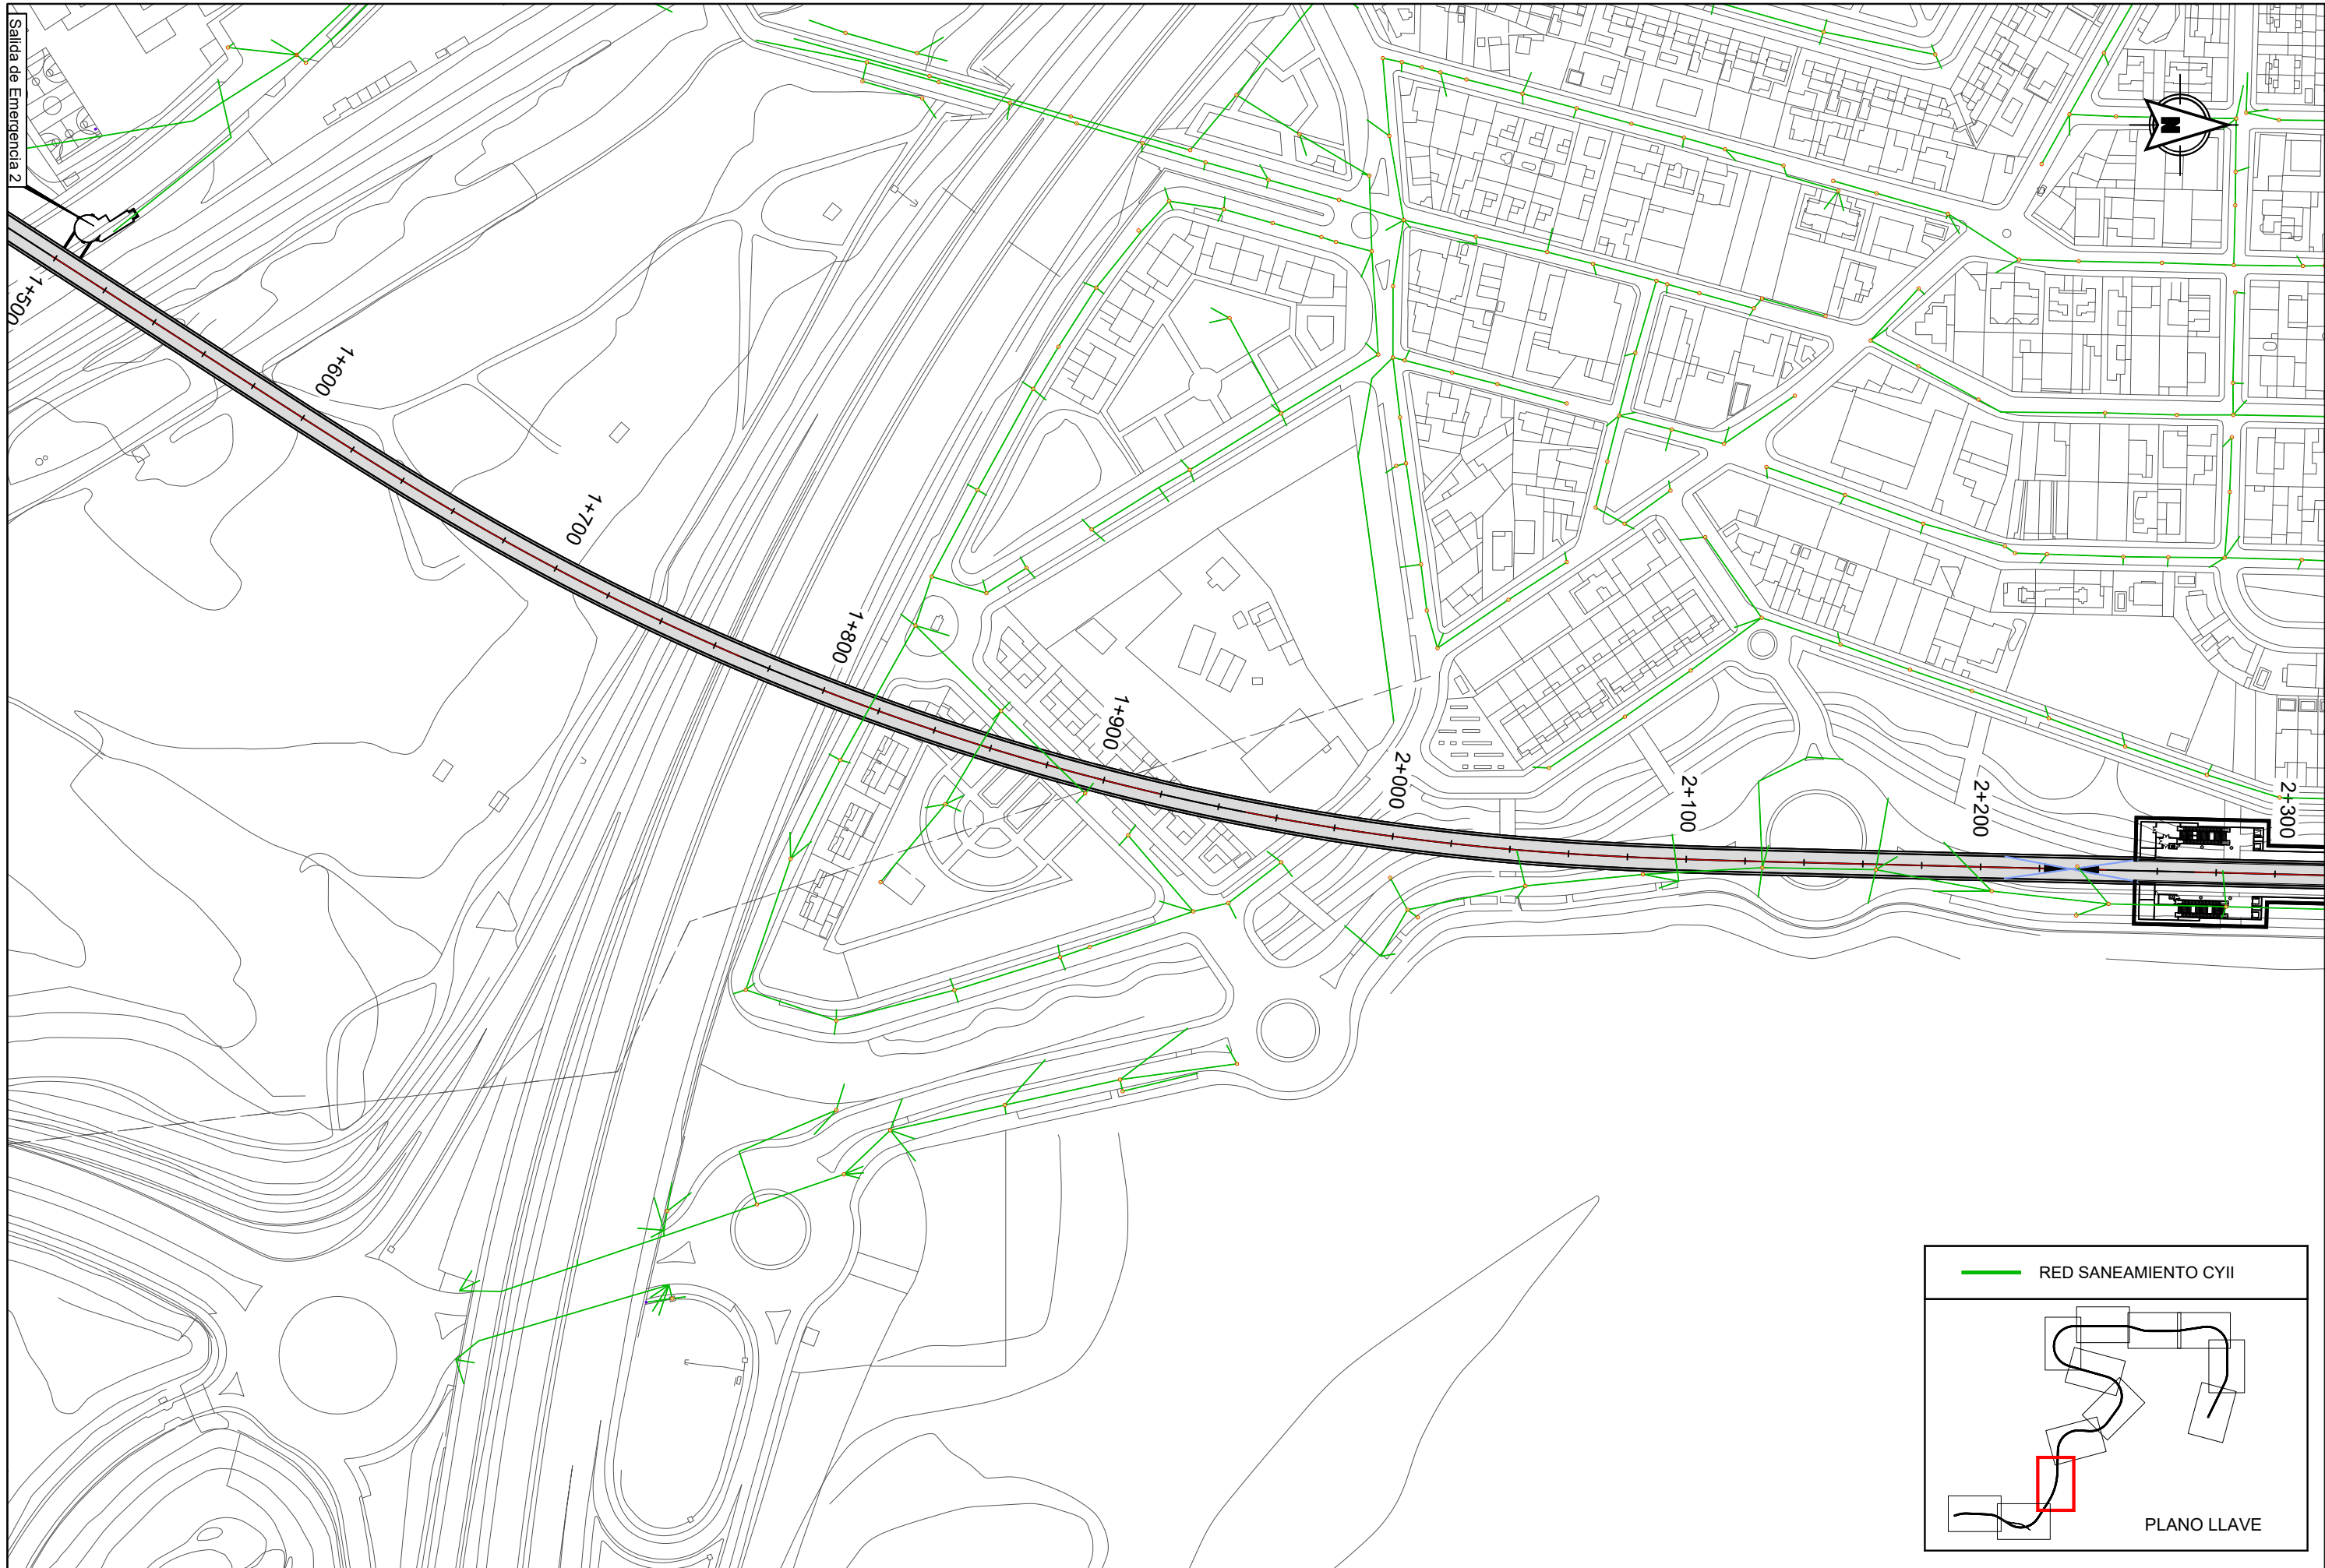 Salida de Emergencia 2
N
1+500
1+600
1+700
1+800
1+900
2+000
2+100
2+200
2+300
RED SANEAMIENTO CYII
PLANO LLAVE